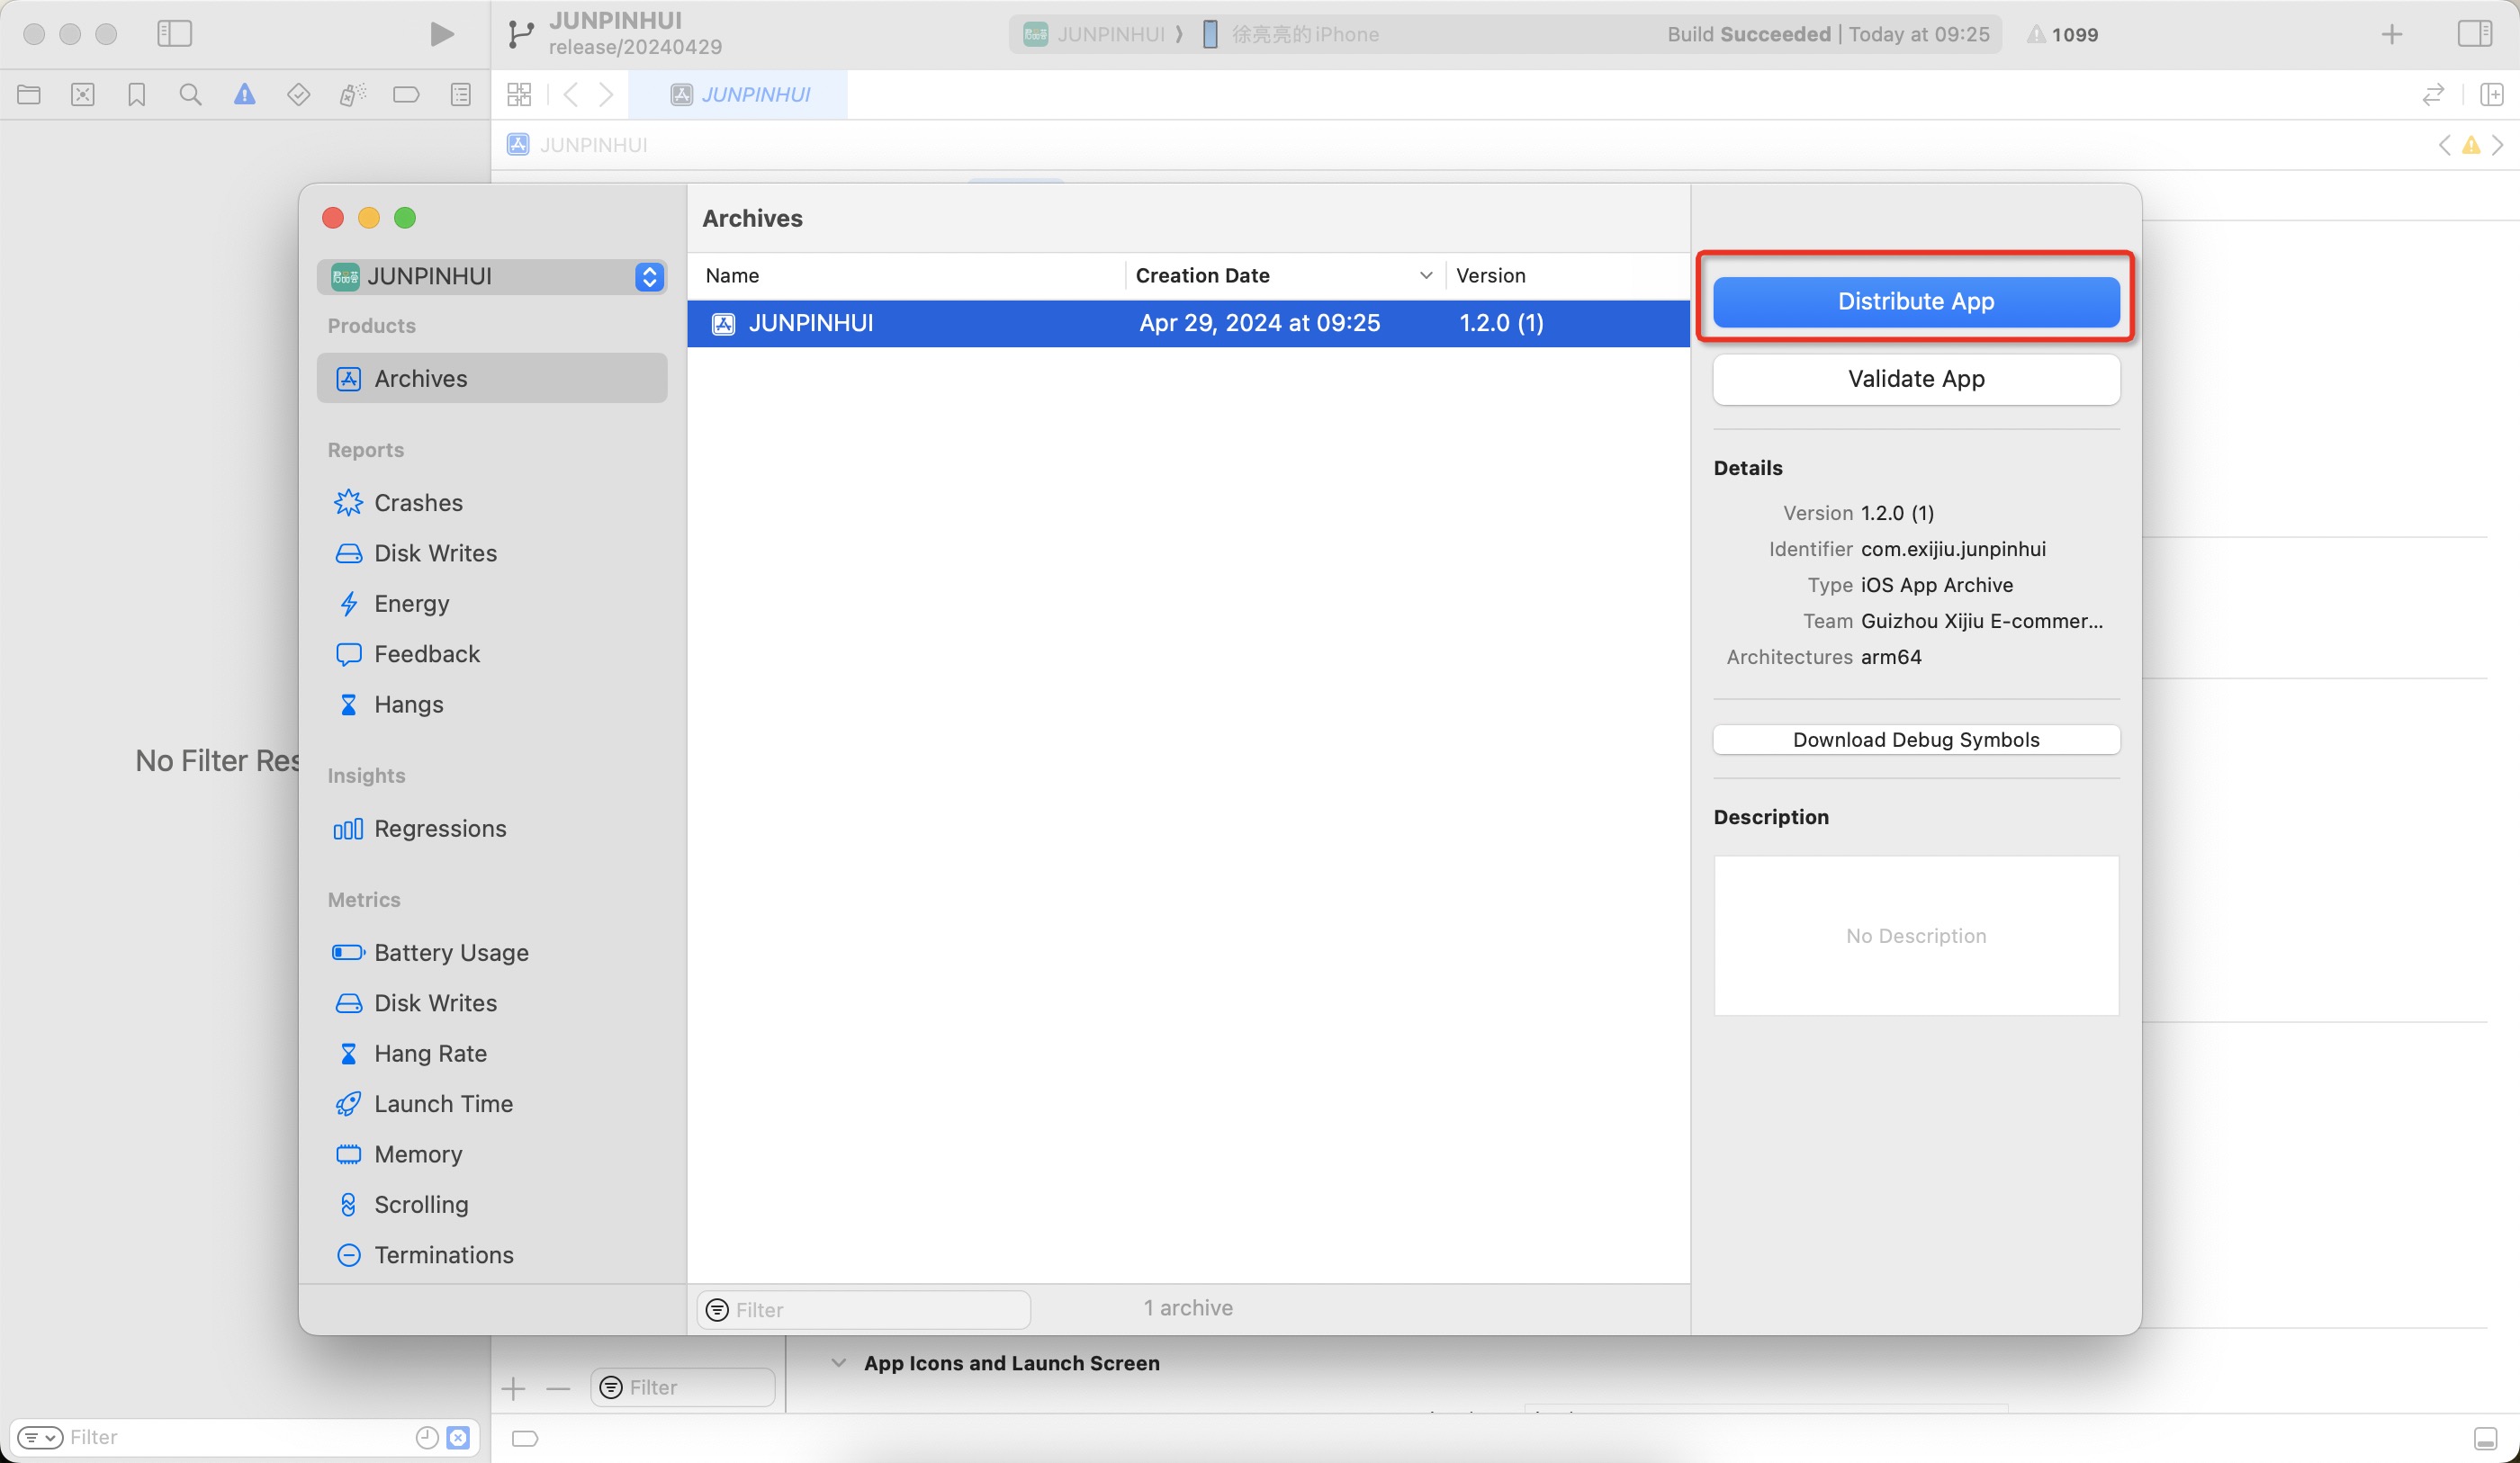 JUNPINHUI
release/20240429
JUNPINHUI ⟩ 徐亮亮的 iPhone
Build Succeeded | Today at 09:25
1099
JUNPINHUI
JUNPINHUI
No Filter Res
JUNPINHUI
Products
Archives
Reports
Crashes
Disk Writes
Energy
Feedback
Hangs
Insights
Regressions
Metrics
Battery Usage
Disk Writes
Hang Rate
Launch Time
Memory
Scrolling
Terminations
Archives
Name Creation Date Version
JUNPINHUI Apr 29, 2024 at 09:25 1.2.0 (1)
Filter
1 archive
Distribute App
Validate App
Details
Version 1.2.0 (1)
Identifier com.exijiu.junpinhui
Type iOS App Archive
Team Guizhou Xijiu E-commer...
Architectures arm64
Download Debug Symbols
Description
No Description
App Icons and Launch Screen
Filter
Filter